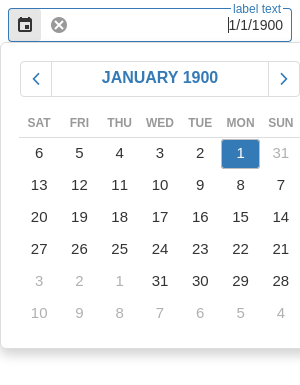 label text
1/1/1900
JANUARY 1900
SAT FRI THU WED TUE MON SUN
6 5 4 3 2 1 31
13 12 11 10 9 8 7
20 19 18 17 16 15 14
27 26 25 24 23 22 21
3 2 1 31 30 29 28
10 9 8 7 6 5 4